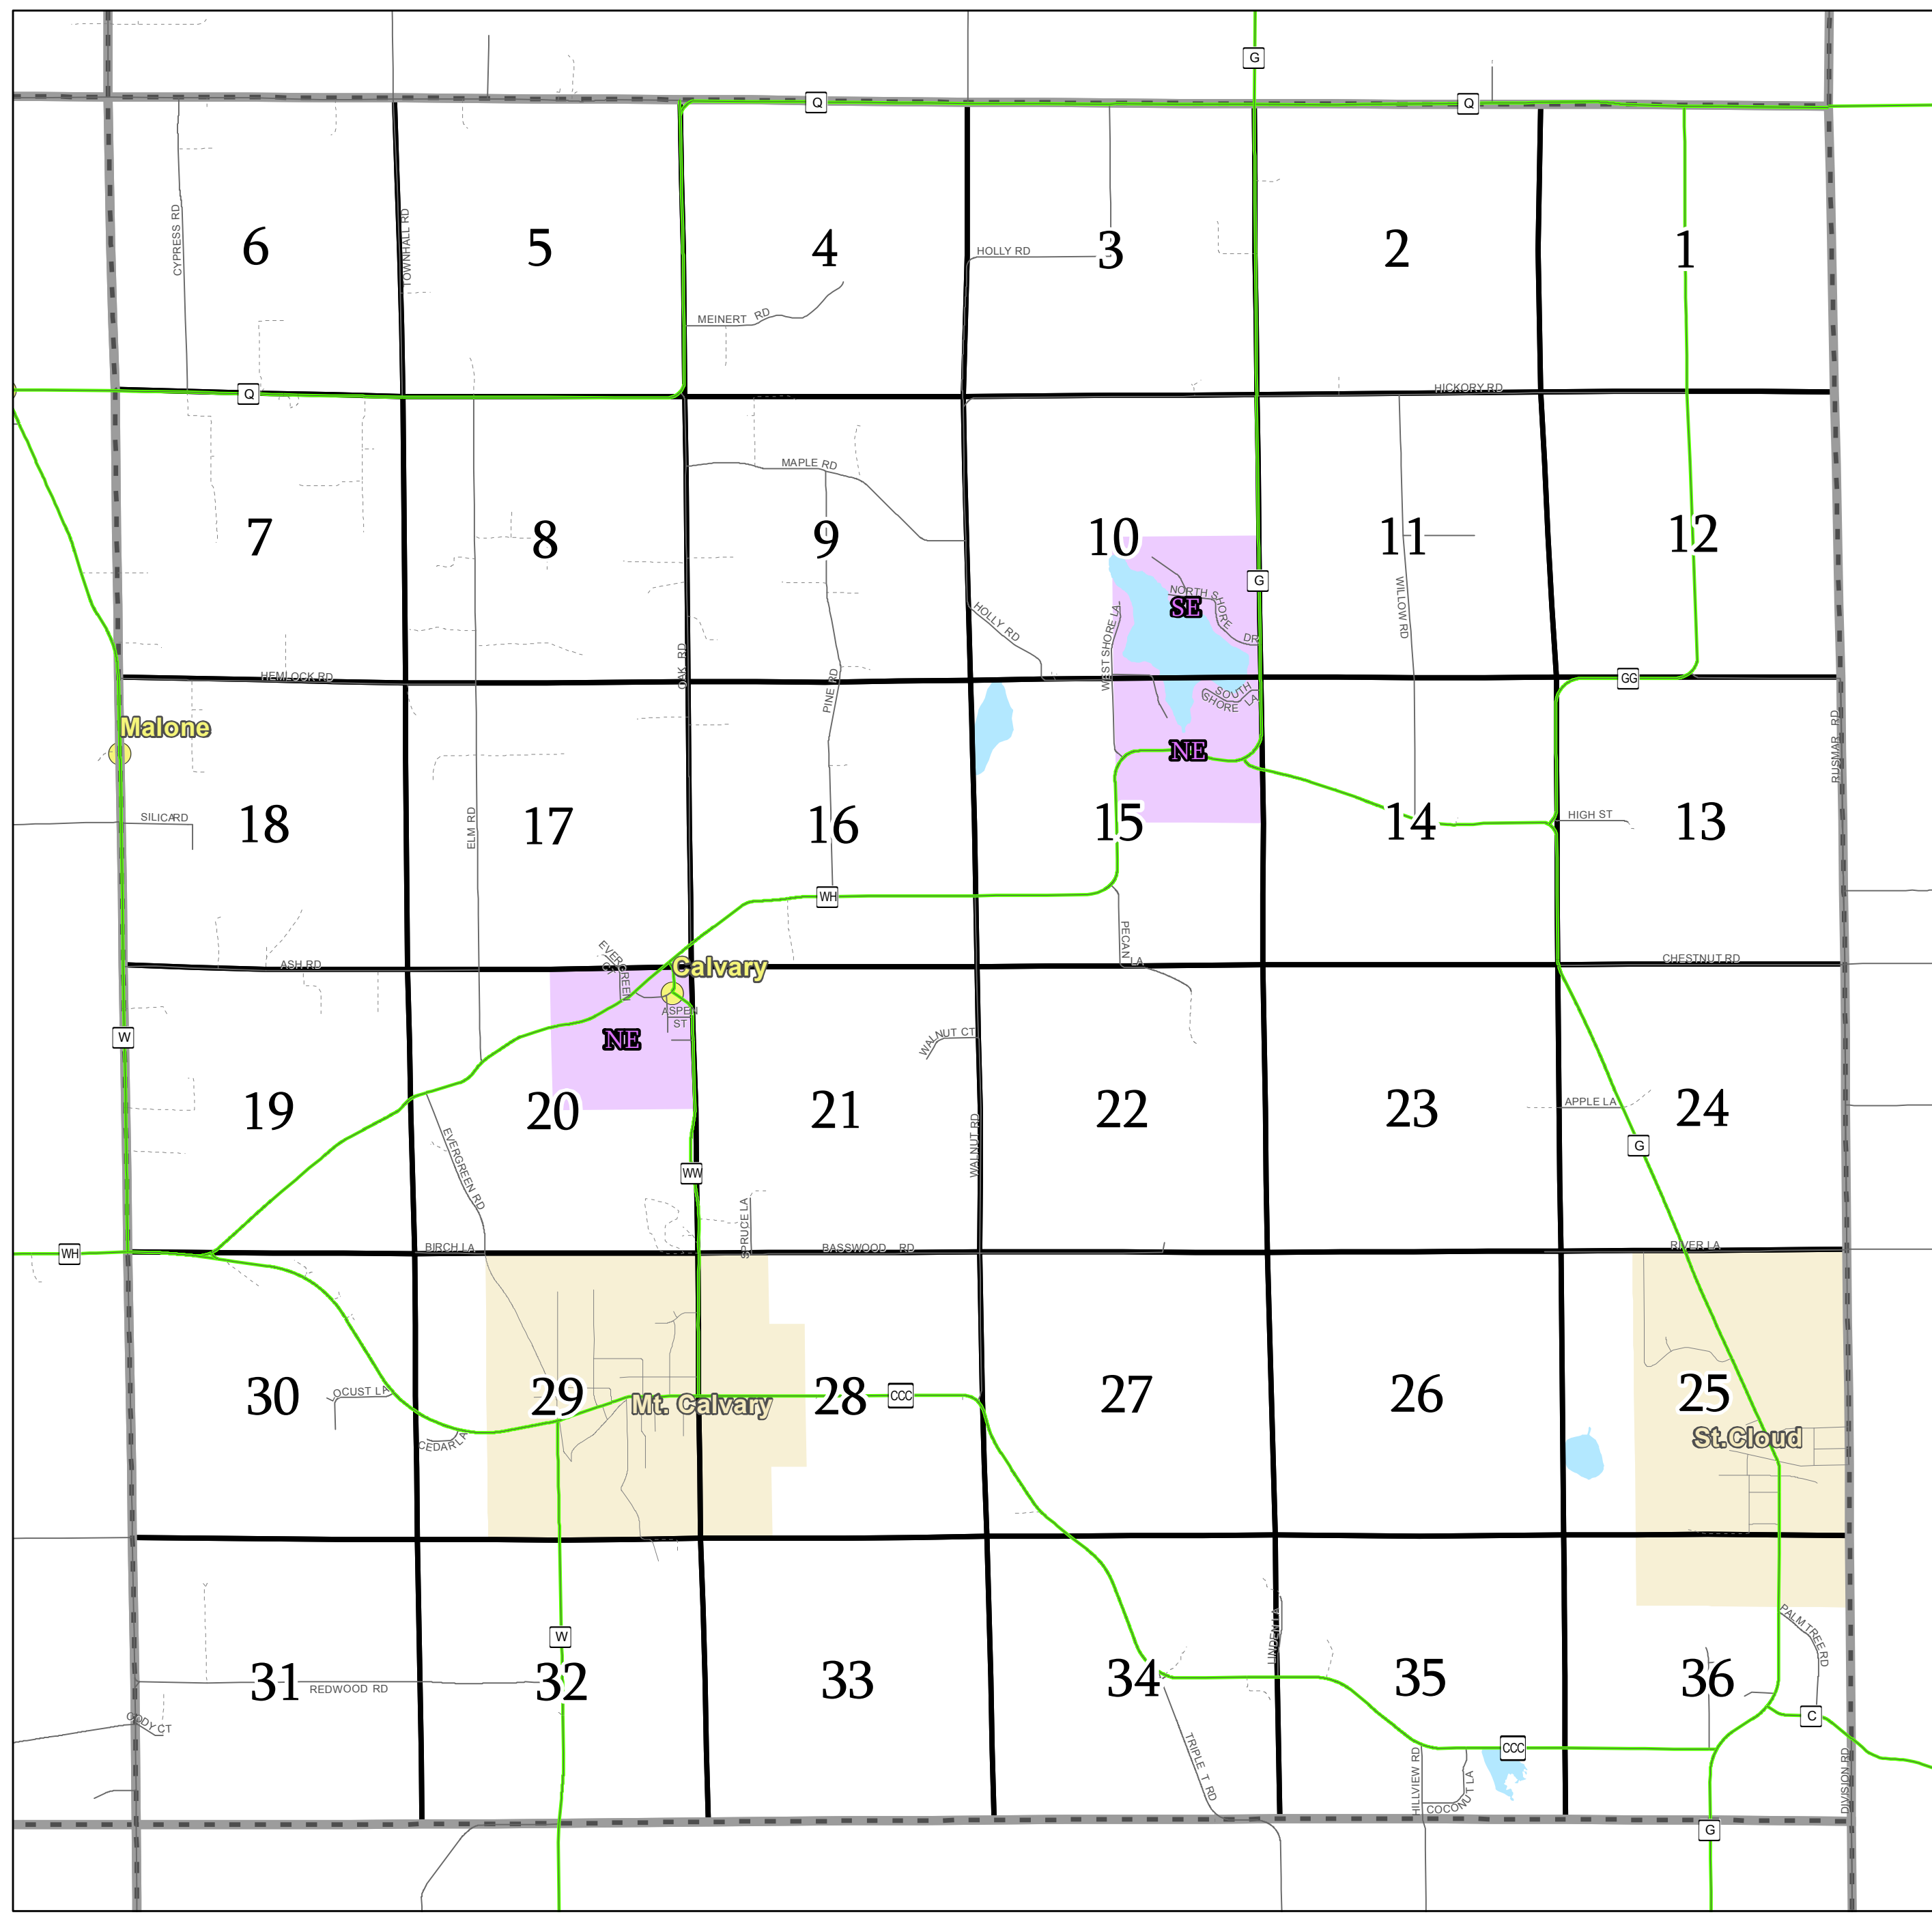 G
Q
Q
CYPRESS RD
6
TOWNHALL RD
5
4
HOLLY RD
3
2
1
MEINERT RD
Q
HICKORY RD
MAPLE RD
7
8
9
10
11
12
G
NORTH SHORE
SE
DR
WILLOW RD
HOLLY RD
WEST SHORE LA
OAK RD
HEMLOCK RD
PINE RD
SOUTH
SHORE LA
GG
RUSMAR RD
Malone
NE
SILICA RD
18
ELM RD
17
16
15
14
HIGH ST
13
WH
PECAN LA
EVERGREEN
CT
ASH RD
Calvary
CHESTNUT RD
ASPEN
ST
W
NE
WALNUT CT
19
20
21
WALNUT RD
22
23
APPLE LA
24
G
EVERGREEN RD
WW
SPRUCE LA
WH
BIRCH LA
BASSWOOD RD
RIVER LA
30
OCUST LA
29
Mt. Calvary
28
CCC
27
26
25
CEDAR LA
St.Cloud
PALM TREE RD
W
LINDEN LA
31
REDWOOD RD
32
33
34
35
36
CODY CT
C
TRIPLE T RD
CCC
HILLVIEW RD
COCONUT LA
DIVISION RD
G